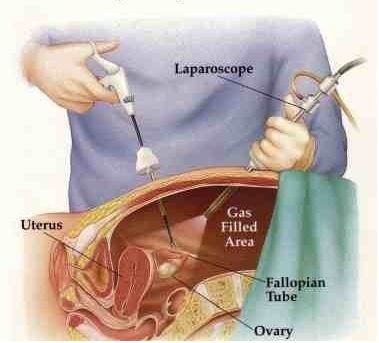 Laparoscope
Gas
Filled
Area
Uterus
Fallopian
Tube
Ovary